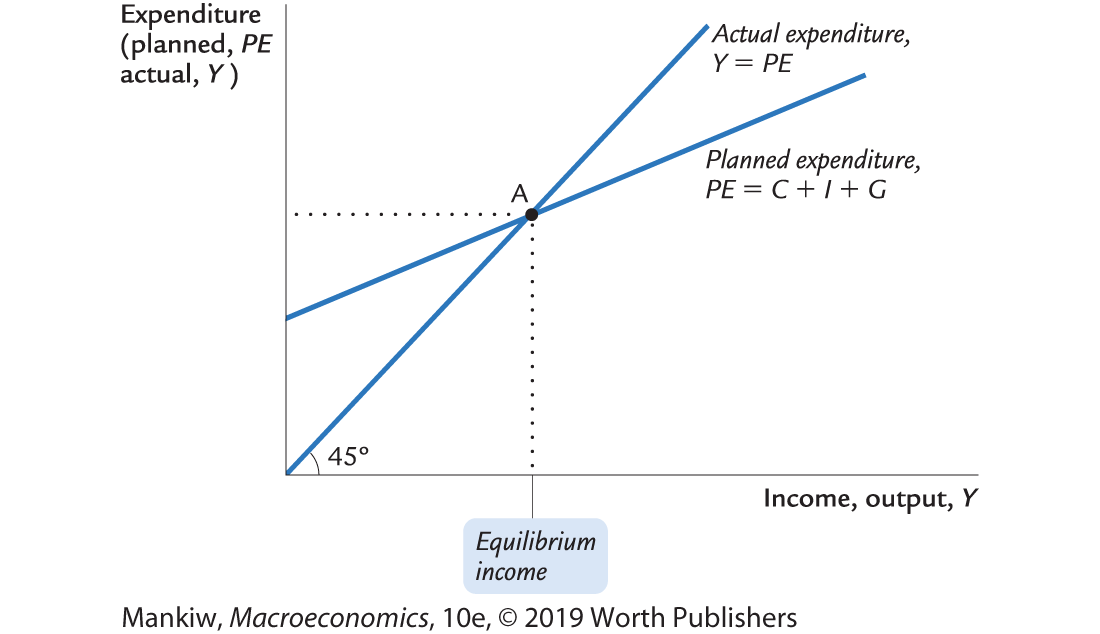 Expenditure
(planned, PE
actual, Y )
Actual expenditure,
Y = PE
Planned expenditure,
PE = C + I + G
A
45º
Income, output, Y
Equilibrium
income
Mankiw, Macroeconomics, 10e, © 2019 Worth Publishers